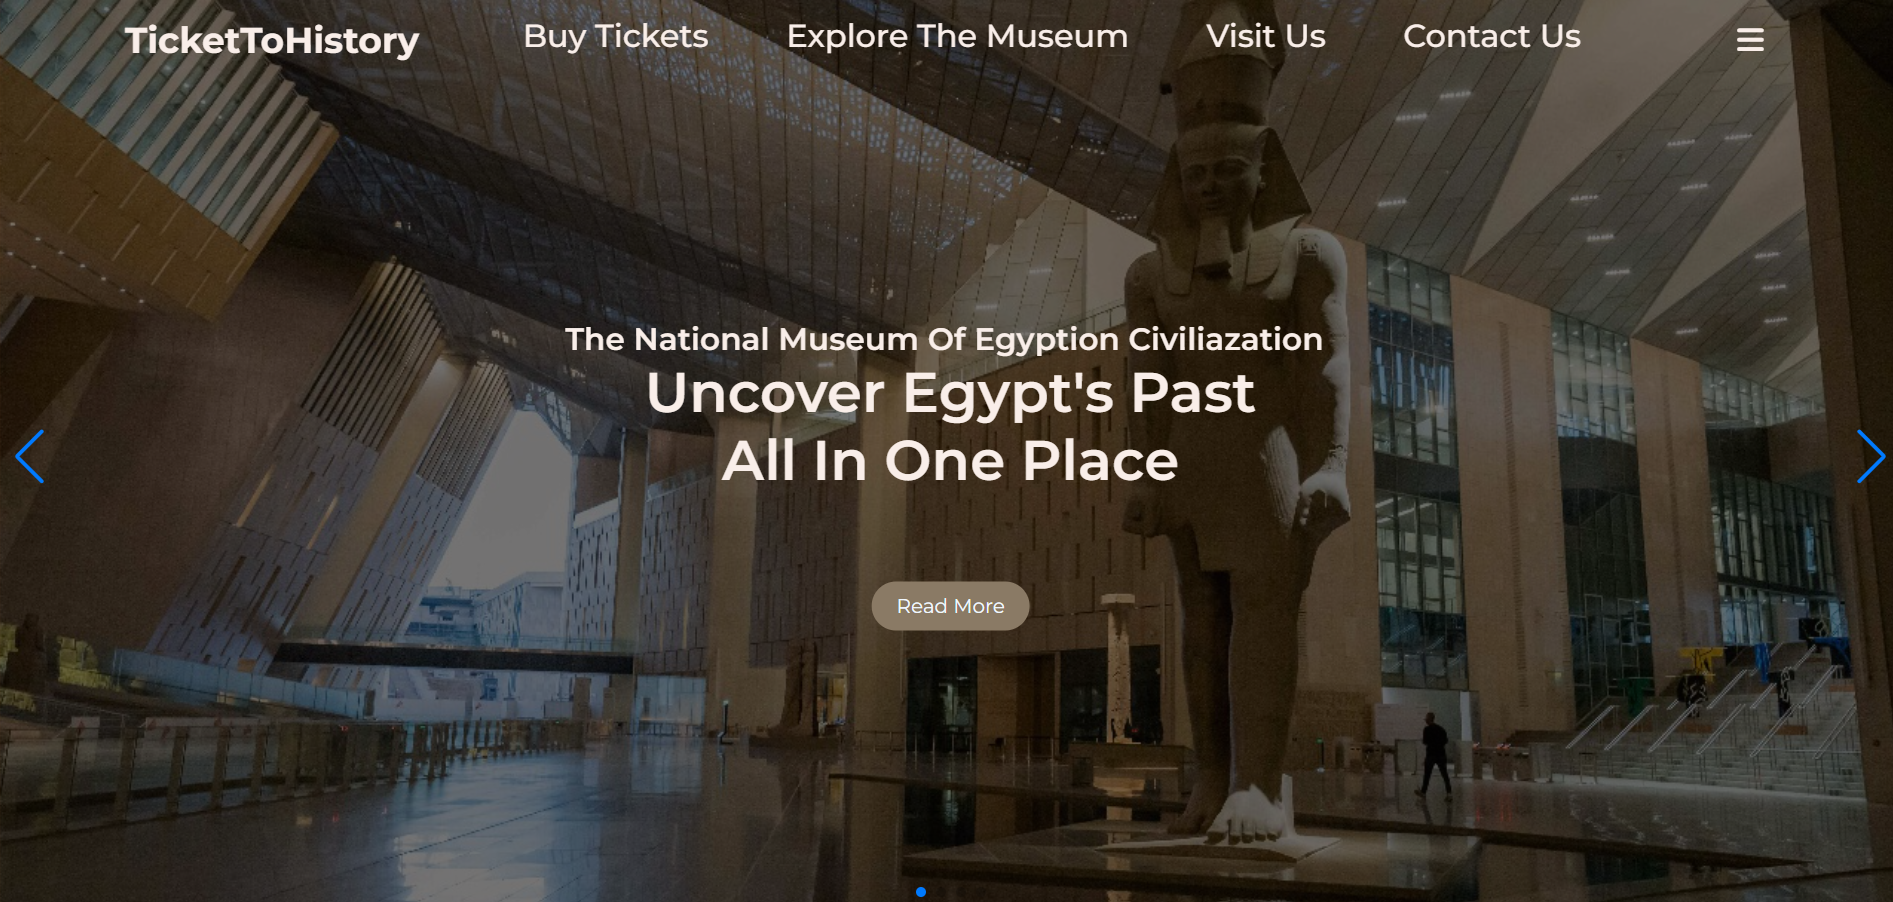 TicketToHistory
Buy Tickets
Explore The Museum
Visit Us
Contact Us
The National Museum Of Egyption Civiliazation
Uncover Egypt's Past
All In One Place
Read More